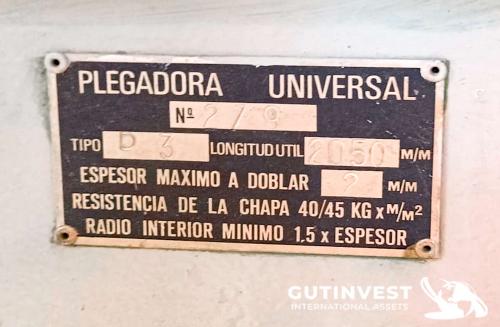 PLEGADORA UNIVERSAL
Nº 2/9
TIPO P 3 LONGITUD UTIL 2050 M/M
ESPESOR MAXIMO A DOBLAR 2 M/M
RESISTENCIA DE LA CHAPA 40/45 KG x M/M²
RADIO INTERIOR MINIMO 1,5 x ESPESOR
GUTINVEST
INTERNATIONAL ASSETS